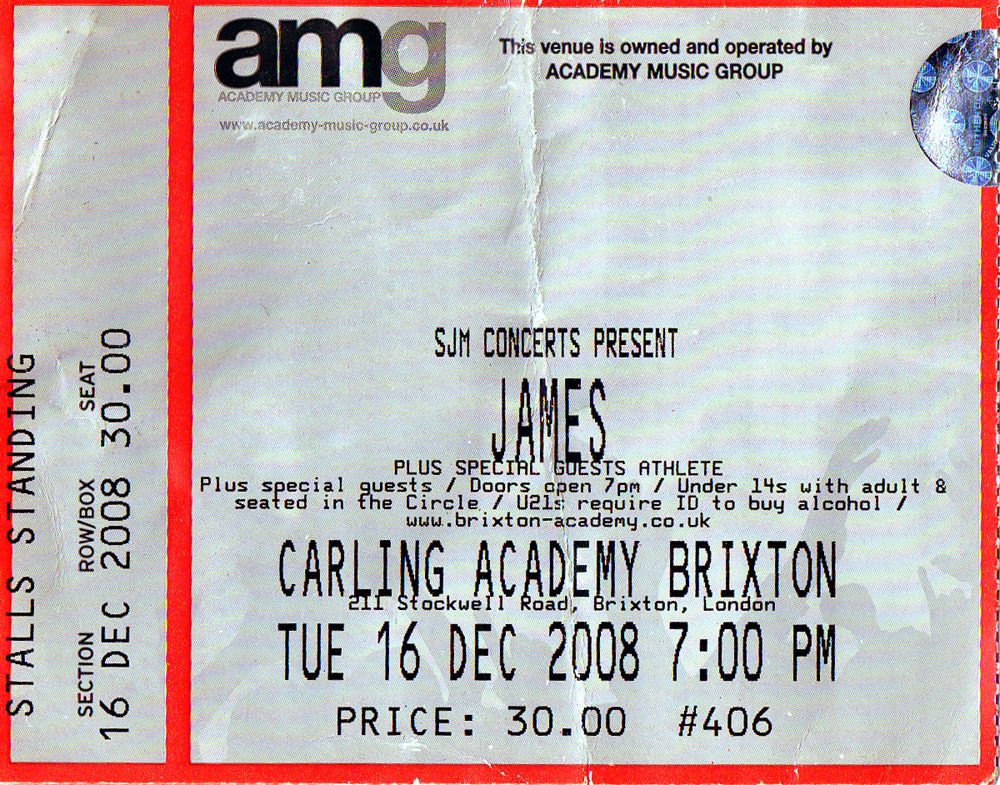 amg
ACADEMY MUSIC GROUP
www.academy-music-group.co.uk
This venue is owned and operated by
ACADEMY MUSIC GROUP
SJM CONCERTS PRESENT
JAMES
PLUS SPECIAL GUESTS ATHLETE
Plus special guests / Doors open 7pm / Under 14s with adult &
seated in the Circle / U21s require ID to buy alcohol /
www.brixton-academy.co.uk
CARLING ACADEMY BRIXTON
211 Stockwell Road, Brixton, London
TUE 16 DEC 2008 7:00 PM
PRICE: 30.00 #406
STALLS STANDING
SECTION ROW/BOX SEAT
16 DEC 2008 30.00